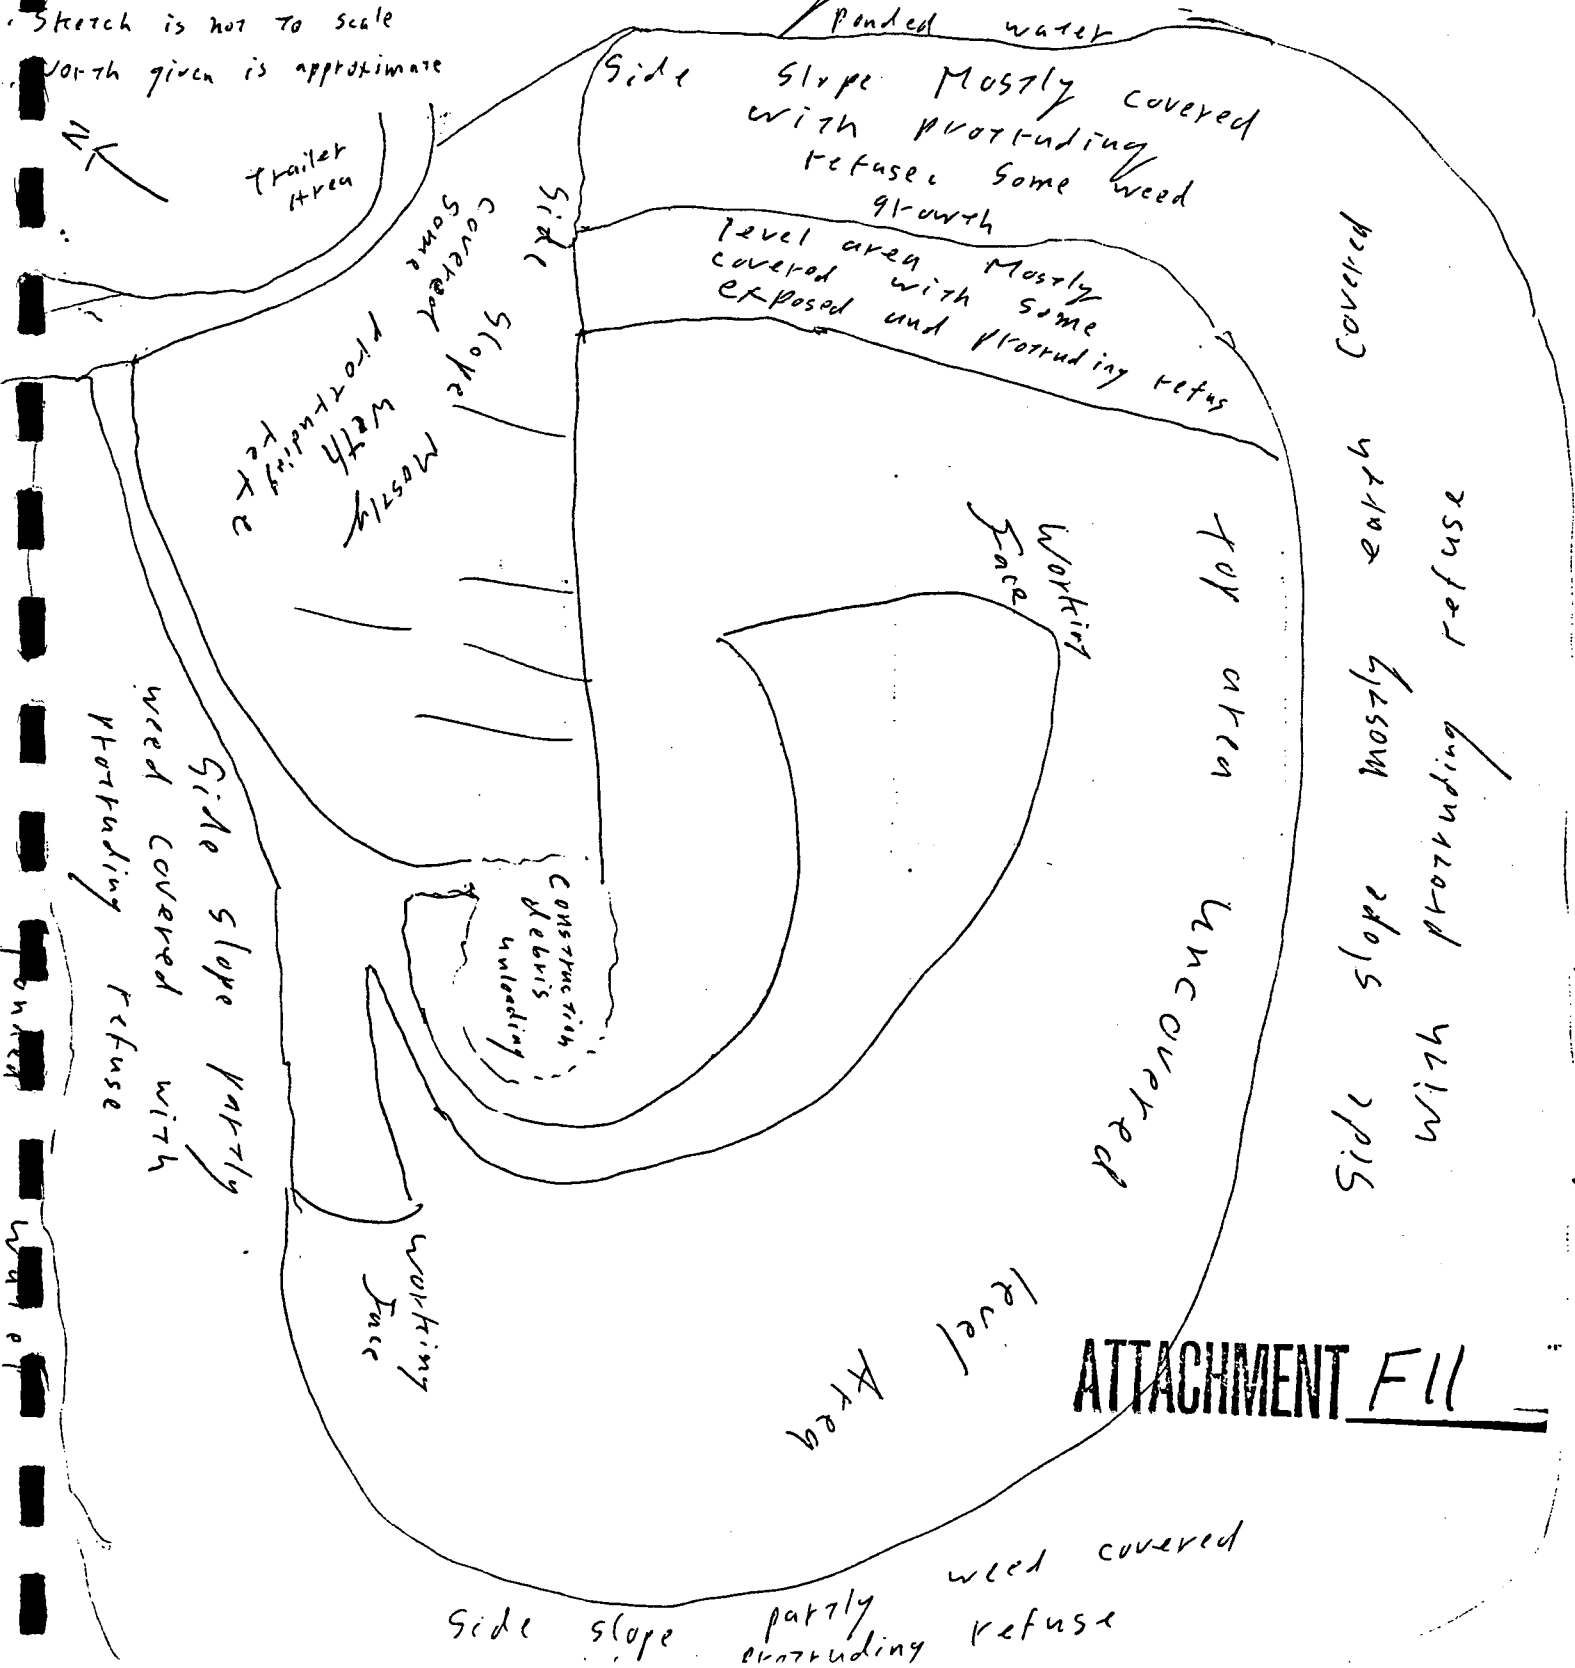 Sketch is not to scale
North given is approximate
N
Trailer
Area
Ponded water
Side Slope Mostly covered
with protruding
refuse. Some weed
growth
level area Mostly
covered with some
exposed and protruding refus
Side Slope Mostly
Covered with
Some protruding
Working
Face
top area uncovered
level Area
Side slope mostly earth covered
with protruding refuse
Construction
debris
unloading
Side slope partly
weed covered with
protruding refuse
Ponded water
Working
Face
ATTACHMENT F11
Side slope partly weed covered
protruding refuse